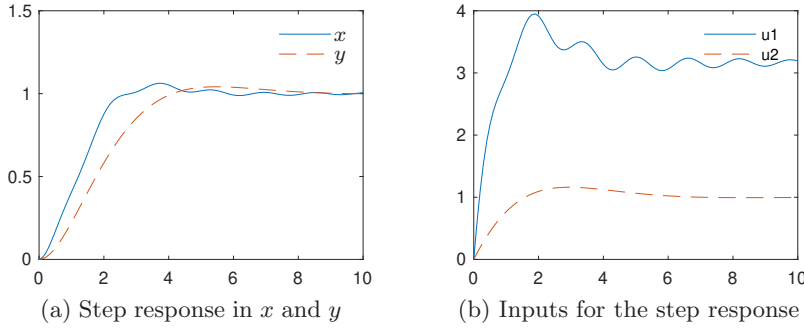 1.5
1
0.5
0
0 2 4 6 8 10
x
y
(a) Step response in x and y
4
3
2
1
0
0 2 4 6 8 10
u1
u2
(b) Inputs for the step response